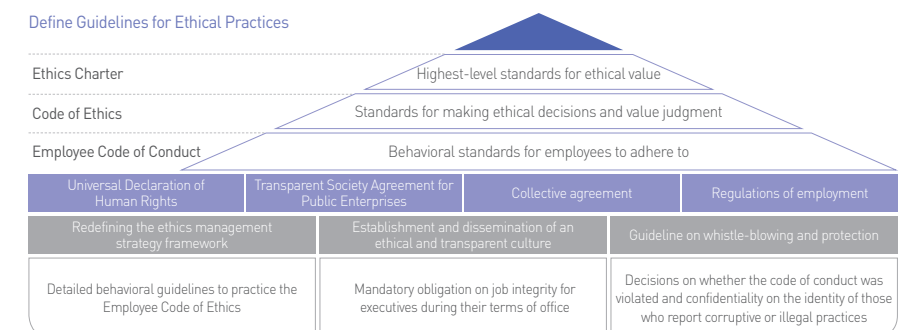 Define Guidelines for Ethical Practices
Ethics Charter
Highest-level standards for ethical value
Code of Ethics
Standards for making ethical decisions and value judgment
Employee Code of Conduct
Behavioral standards for employees to adhere to
Universal Declaration of
Human Rights
Transparent Society Agreement for
Public Enterprises
Collective agreement
Regulations of employment
Redefining the ethics management
strategy framework
Establishment and dissemination of an
ethical and transparent culture
Guideline on whistle-blowing and protection
Detailed behavioral guidelines to practice the
Employee Code of Ethics
Mandatory obligation on job integrity for
executives during their terms of office
Decisions on whether the code of conduct was
violated and confidentiality on the identity of those
who report corruptive or illegal practices